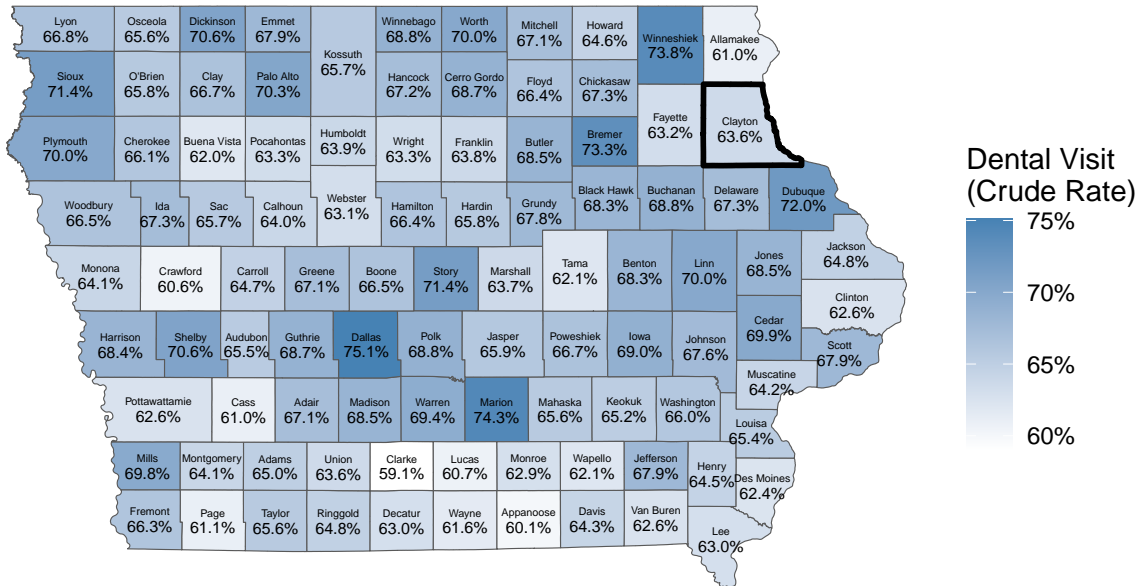 Lyon
66.8%
Osceola
65.6%
Dickinson
70.6%
Emmet
67.9%
Kossuth
65.7%
Winnebago
68.8%
Worth
70.0%
Mitchell
67.1%
Howard
64.6%
Winneshiek
73.8%
Allamakee
61.0%
Sioux
71.4%
O'Brien
65.8%
Clay
66.7%
Palo Alto
70.3%
Hancock
67.2%
Cerro Gordo
68.7%
Floyd
66.4%
Chickasaw
67.3%
Fayette
63.2%
Clayton
63.6%
Plymouth
70.0%
Cherokee
66.1%
Buena Vista
62.0%
Pocahontas
63.3%
Humboldt
63.9%
Wright
63.3%
Franklin
63.8%
Butler
68.5%
Bremer
73.3%
Woodbury
66.5%
Ida
67.3%
Sac
65.7%
Calhoun
64.0%
Webster
63.1%
Hamilton
66.4%
Hardin
65.8%
Grundy
67.8%
Black Hawk
68.3%
Buchanan
68.8%
Delaware
67.3%
Dubuque
72.0%
Monona
64.1%
Crawford
60.6%
Carroll
64.7%
Greene
67.1%
Boone
66.5%
Story
71.4%
Marshall
63.7%
Tama
62.1%
Benton
68.3%
Linn
70.0%
Jones
68.5%
Jackson
64.8%
Clinton
62.6%
Harrison
68.4%
Shelby
70.6%
Audubon
65.5%
Guthrie
68.7%
Dallas
75.1%
Polk
68.8%
Jasper
65.9%
Poweshiek
66.7%
Iowa
69.0%
Johnson
67.6%
Cedar
69.9%
Scott
67.9%
Muscatine
64.2%
Pottawattamie
62.6%
Cass
61.0%
Adair
67.1%
Madison
68.5%
Warren
69.4%
Marion
74.3%
Mahaska
65.6%
Keokuk
65.2%
Washington
66.0%
Louisa
65.4%
Mills
69.8%
Montgomery
64.1%
Adams
65.0%
Union
63.6%
Clarke
59.1%
Lucas
60.7%
Monroe
62.9%
Wapello
62.1%
Jefferson
67.9%
Henry
64.5%
Des Moines
62.4%
Fremont
66.3%
Page
61.1%
Taylor
65.6%
Ringgold
64.8%
Decatur
63.0%
Wayne
61.6%
Appanoose
60.1%
Davis
64.3%
Van Buren
62.6%
Lee
63.0%
Dental Visit
(Crude Rate)
75%
70%
65%
60%